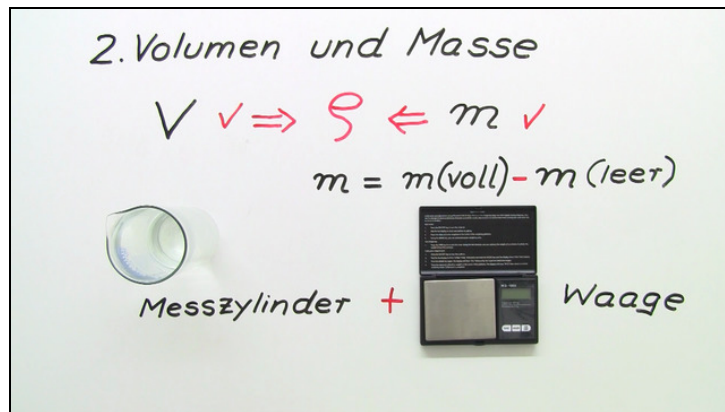 2. Volumen und Masse
V ✓ ⇒ ρ ⇐ m ✓
m = m(voll) - m(leer)
Messzylinder + Waage